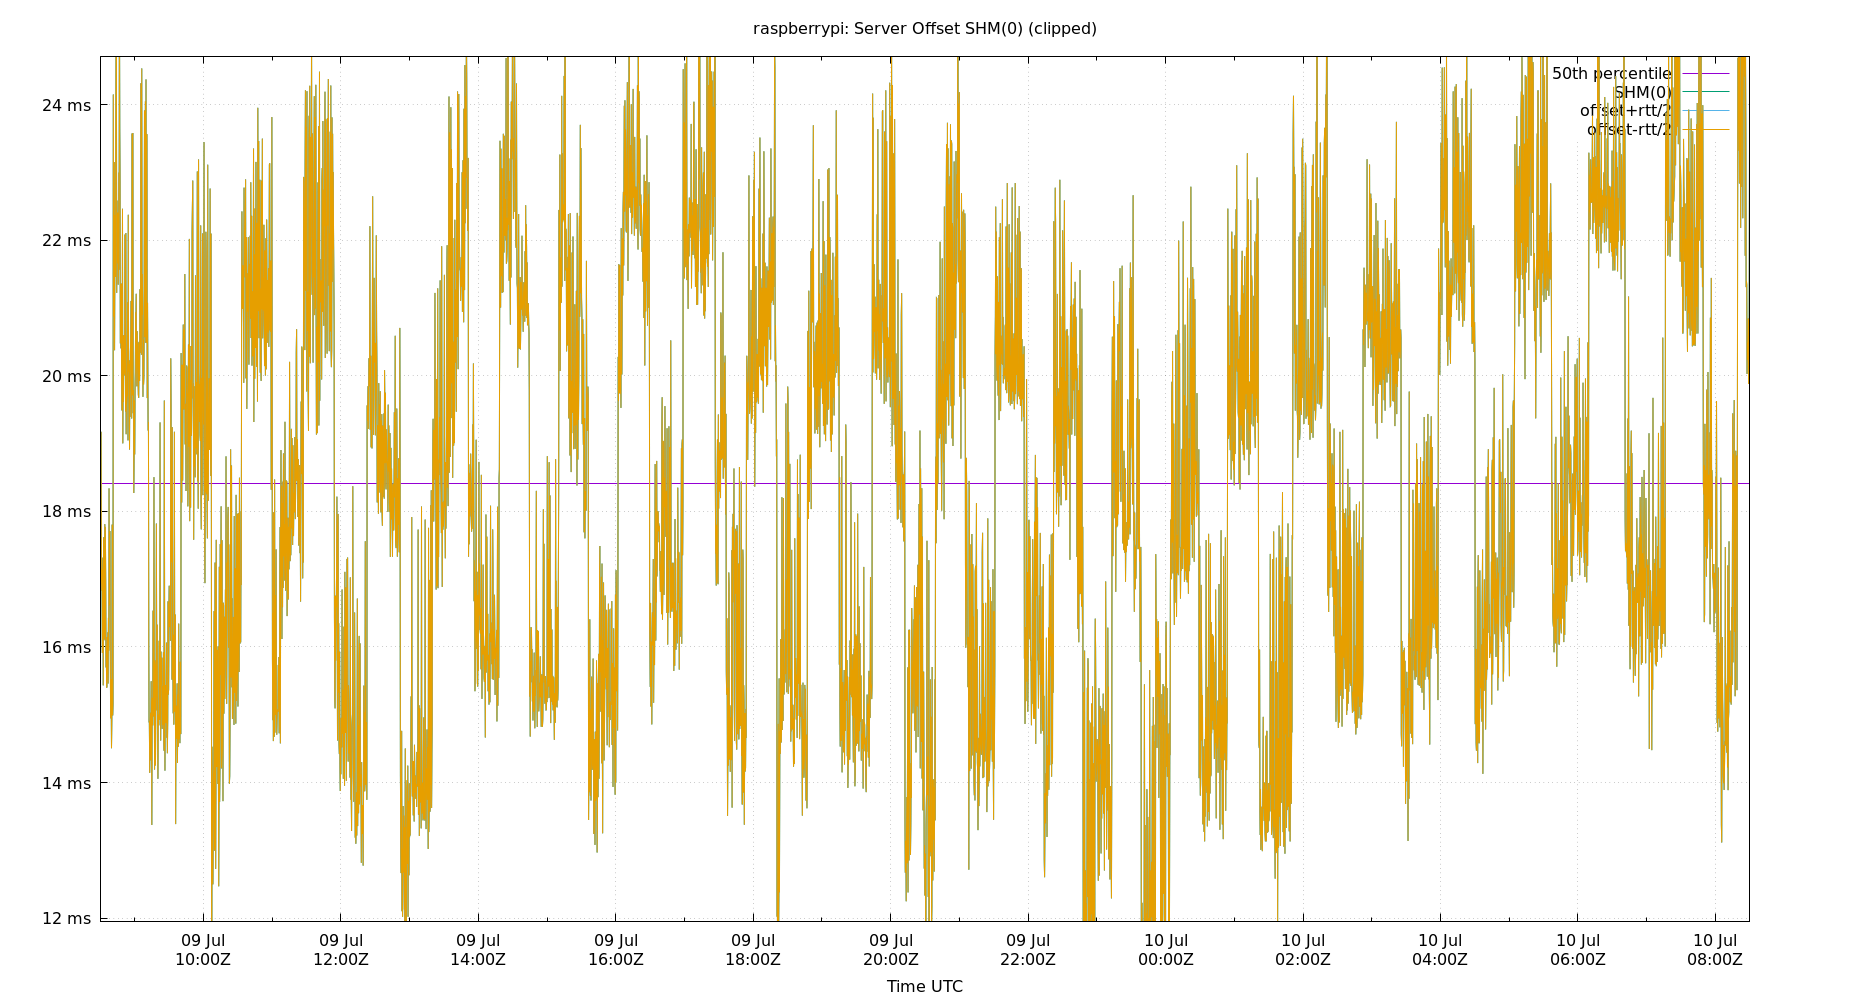 raspberrypi: Server Offset SHM(0) (clipped)
50th percentile
SHM(0)
offset+rtt/2
offset-rtt/2
24 ms
22 ms
20 ms
18 ms
16 ms
14 ms
12 ms
09 Jul 09 Jul 09 Jul 09 Jul 09 Jul 09 Jul 09 Jul 10 Jul 10 Jul 10 Jul 10 Jul 10 Jul
10:00Z 12:00Z 14:00Z 16:00Z 18:00Z 20:00Z 22:00Z 00:00Z 02:00Z 04:00Z 06:00Z 08:00Z
Time UTC